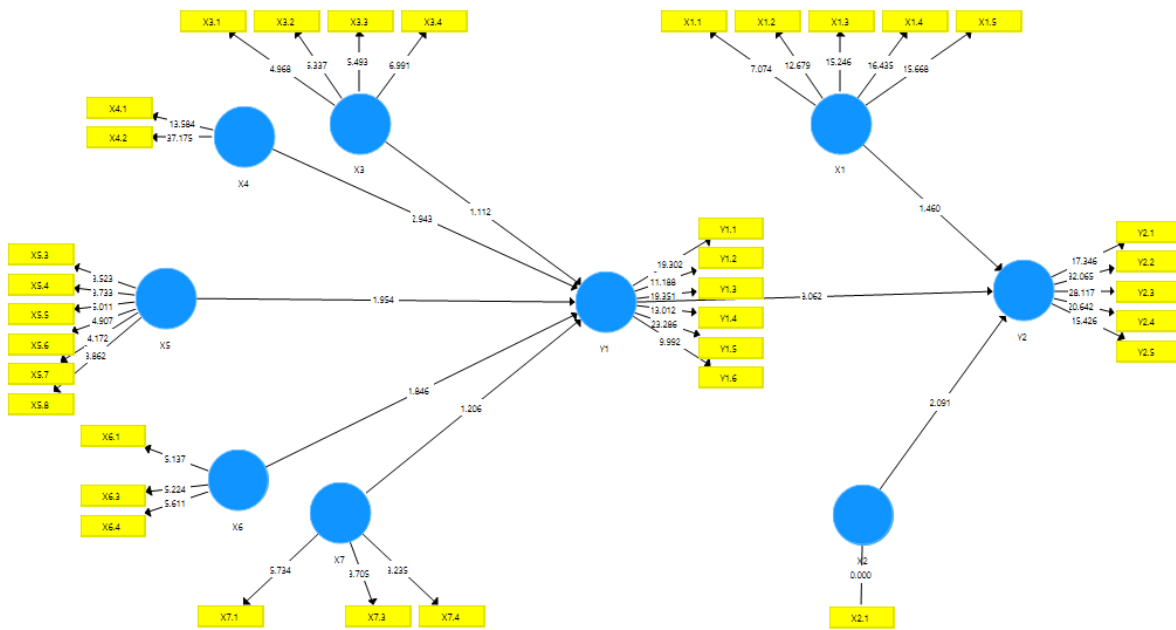 X3.1 X3.2 X3.3 X3.4
4.968 5.337 5.493 6.991
X3
X1.1 X1.2 X1.3 X1.4 X1.5
7.074 12.679 15.246 16.435 15.668
X1
X4.1
X4.2
13.584
37.175
X4
2.943
1.112
1.460
X5.3
X5.4
X5.5
X5.6
X5.7
X5.8
3.523
3.733
5.011
4.907
4.172
3.862
X5
1.954
Y1
Y1.1
Y1.2
Y1.3
Y1.4
Y1.5
Y1.6
19.302
11.188
19.351
13.012
23.286
9.992
3.062
Y2
17.346
32.065
28.117
20.642
15.426
Y2.1
Y2.2
Y2.3
Y2.4
Y2.5
X6.1
X6.3
X6.4
5.137
5.224
5.611
X6
1.846
1.206
2.091
X7
5.734 3.705 3.235
X7.1 X7.3 X7.4
X2
0.000
X2.1